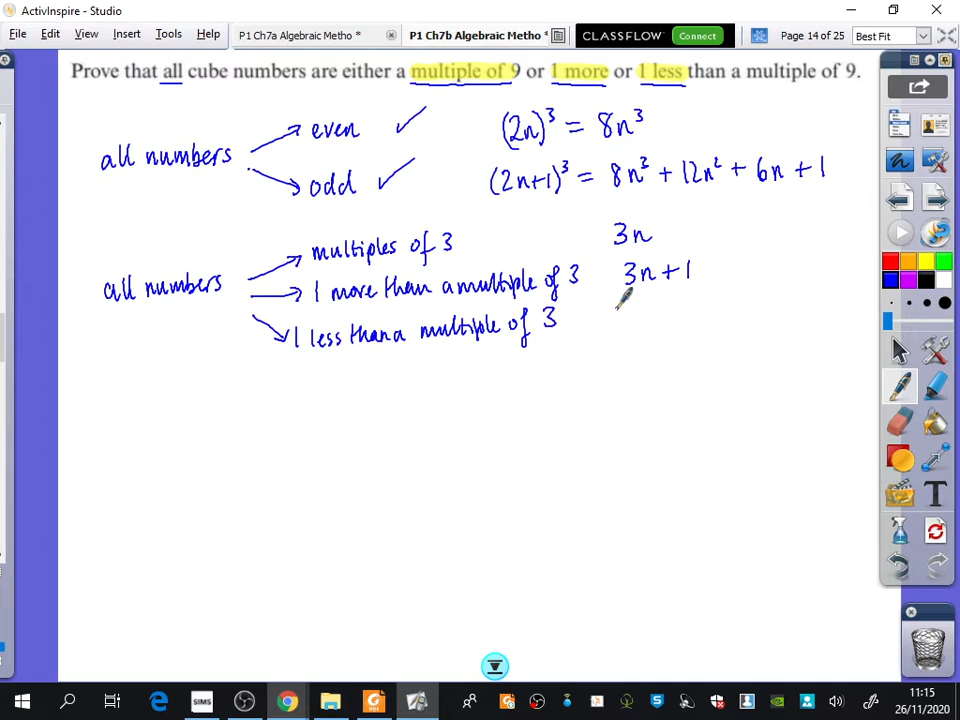 ActivInspire - Studio
File Edit View Insert Tools Help
P1 Ch7a Algebraic Metho *
P1 Ch7b Algebraic Metho *
CLASSFLOW Connect
Page 14 of 25
Best Fit
Prove that all cube numbers are either a multiple of 9 or 1 more or 1 less than a multiple of 9.
all numbers
even
odd
(2n)³ = 8n³
(2n+1)³ = 8n³ + 12n² + 6n + 1
all numbers
multiples of 3
1 more than a multiple of 3
1 less than a multiple of 3
3n
3n + 1
SIMS
11:15
26/11/2020